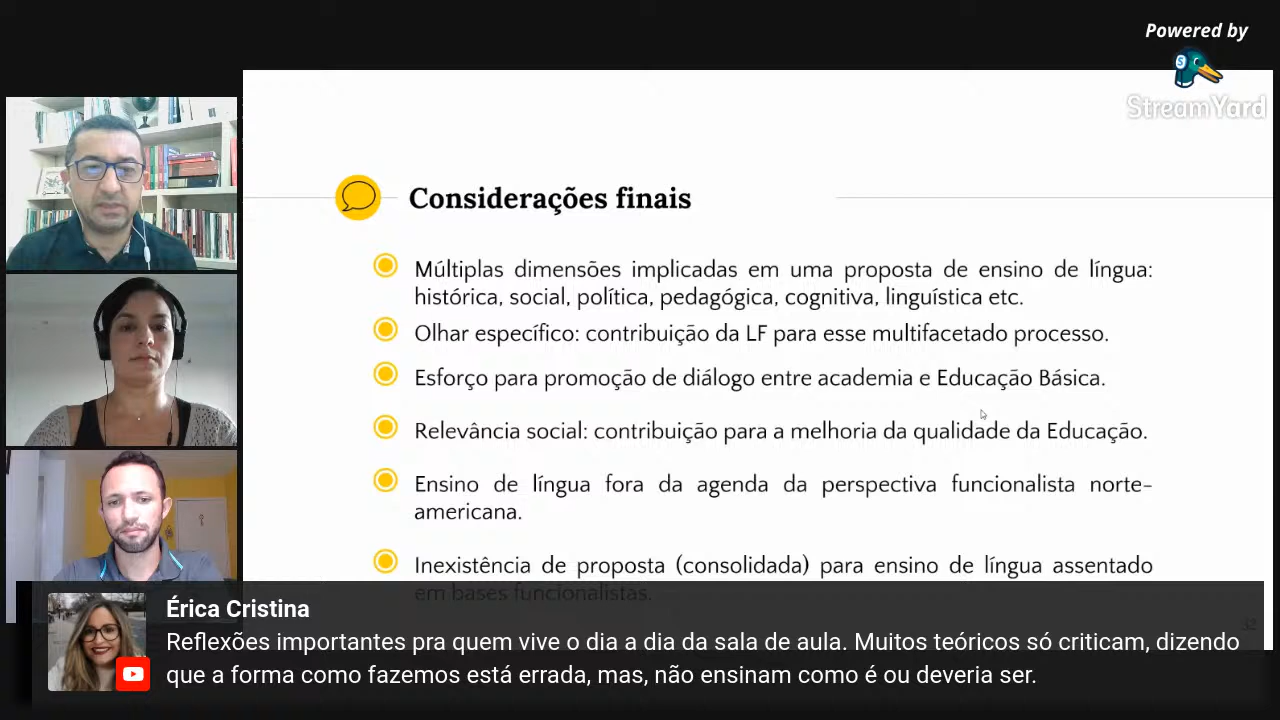 Powered by
StreamYard
Considerações finais
Múltiplas dimensões implicadas em uma proposta de ensino de língua:
histórica, social, política, pedagógica, cognitiva, linguística etc.
Olhar específico: contribuição da LF para esse multifacetado processo.
Esforço para promoção de diálogo entre academia e Educação Básica.
Relevância social: contribuição para a melhoria da qualidade da Educação.
Ensino de língua fora da agenda da perspectiva funcionalista norte-
americana.
Inexistência de proposta (consolidada) para ensino de língua assentado
em bases funcionalistas.
32
Érica Cristina
Reflexões importantes pra quem vive o dia a dia da sala de aula. Muitos teóricos só criticam, dizendo
que a forma como fazemos está errada, mas, não ensinam como é ou deveria ser.